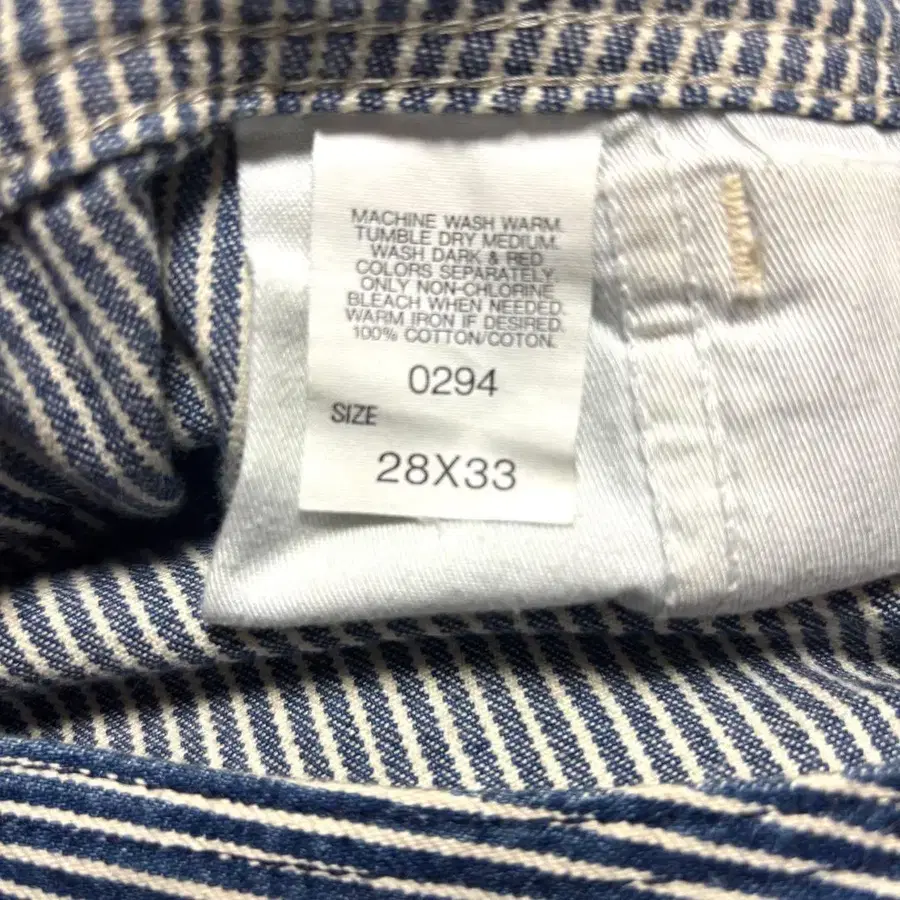 MACHINE WASH WARM.
TUMBLE DRY MEDIUM.
WASH DARK & RED
COLORS SEPARATELY.
ONLY NON-CHLORINE
BLEACH WHEN NEEDED.
WARM IRON IF DESIRED.
100% COTTON/COTON.
0294
SIZE
28X33